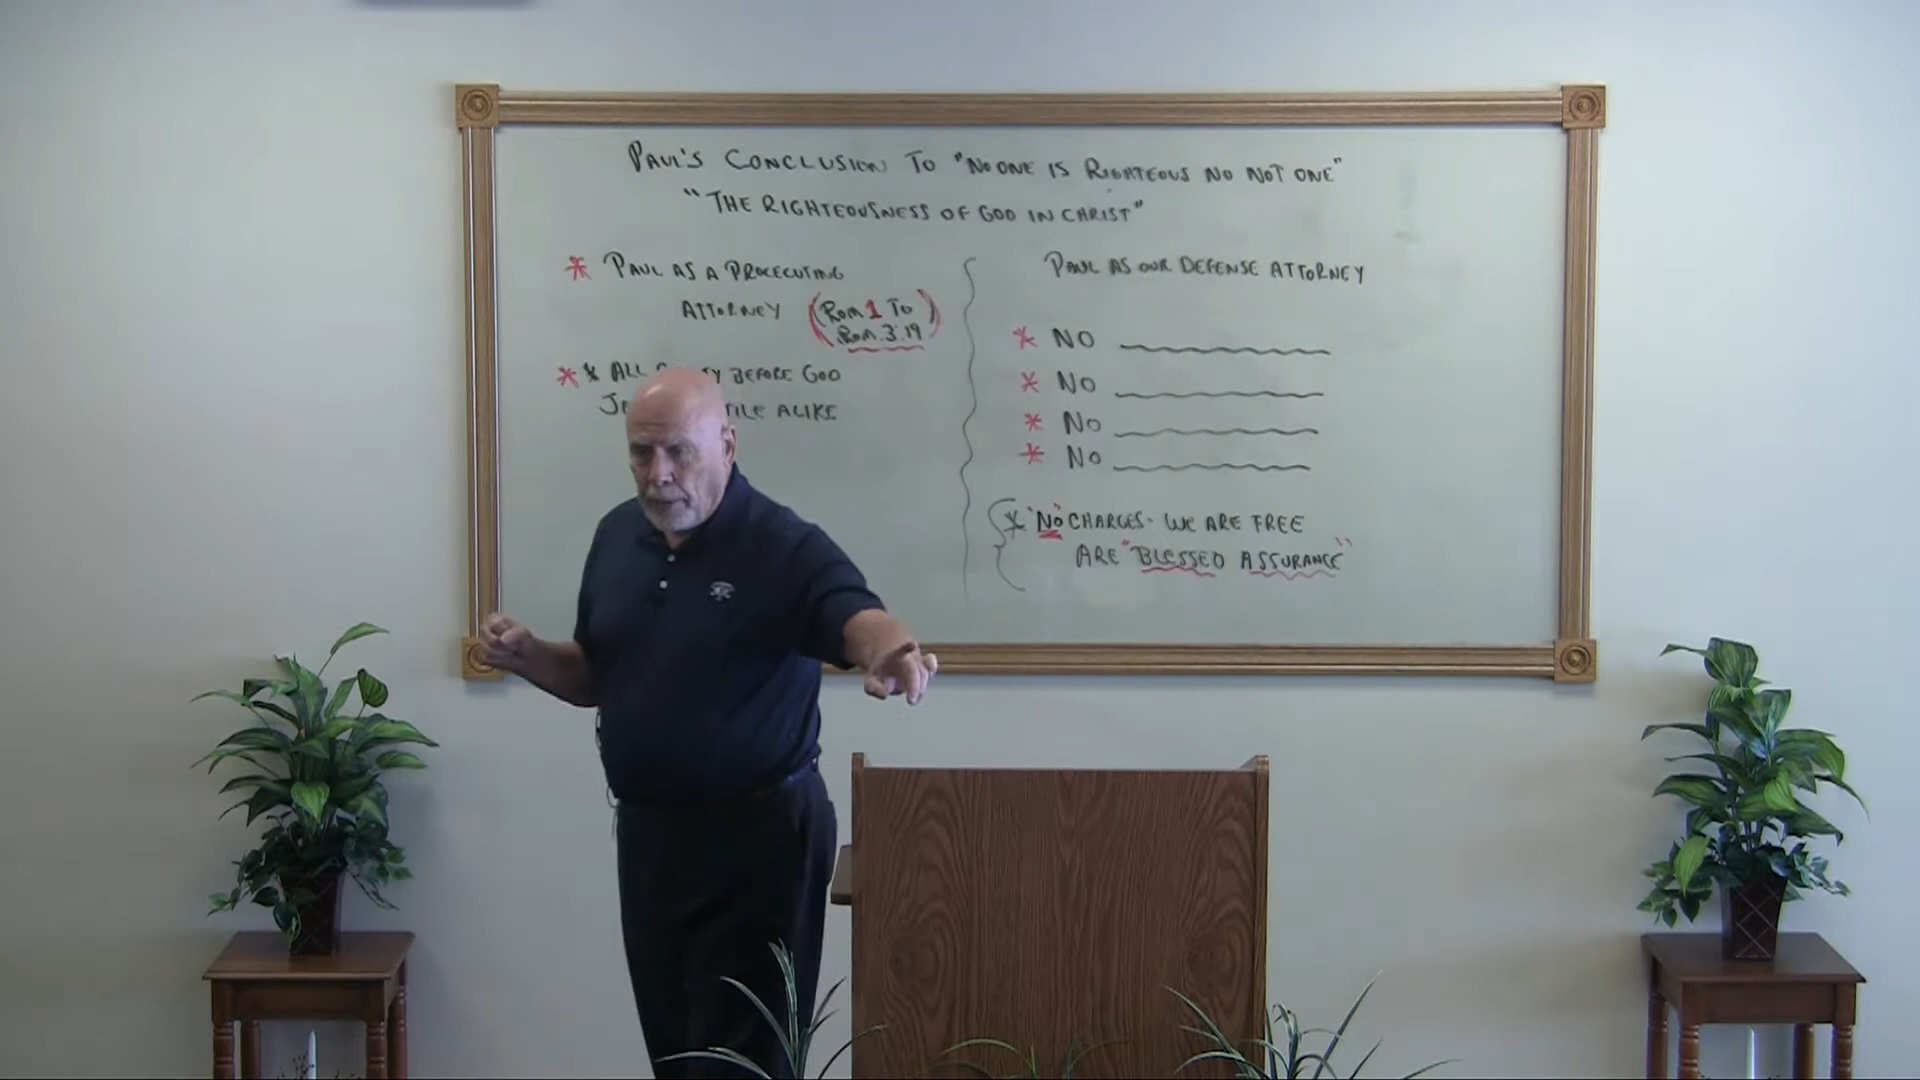 PAUL'S CONCLUSION TO "NO ONE IS RIGHTEOUS NO NOT ONE"
"THE RIGHTEOUSNESS OF GOD IN CHRIST"
* PAUL AS A PROCECUTING
ATTORNEY (Rom 1 To
Rom. 3:19)
* * ALL BEFORE GOD
ALIKE
PAUL AS OUR DEFENSE ATTORNEY
* NO
* NO
* NO
* NO
* "NO" CHARGES - WE ARE FREE
ARE "BLESSED ASSURANCE"